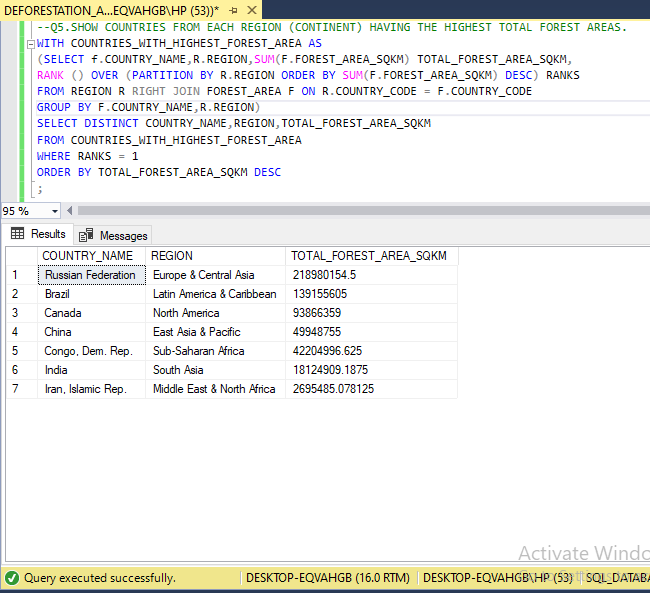 DEFORESTATION_A...EQVAHGB\HP (53))*
--Q5.SHOW COUNTRIES FROM EACH REGION (CONTINENT) HAVING THE HIGHEST TOTAL FOREST AREAS.
WITH COUNTRIES_WITH_HIGHEST_FOREST_AREA AS
(SELECT f.COUNTRY_NAME,R.REGION,SUM(F.FOREST_AREA_SQKM) TOTAL_FOREST_AREA_SQKM,
RANK () OVER (PARTITION BY R.REGION ORDER BY SUM(F.FOREST_AREA_SQKM) DESC) RANKS
FROM REGION R RIGHT JOIN FOREST_AREA F ON R.COUNTRY_CODE = F.COUNTRY_CODE
GROUP BY F.COUNTRY_NAME,R.REGION)
SELECT DISTINCT COUNTRY_NAME,REGION,TOTAL_FOREST_AREA_SQKM
FROM COUNTRIES_WITH_HIGHEST_FOREST_AREA
WHERE RANKS = 1
ORDER BY TOTAL_FOREST_AREA_SQKM DESC
;
95 %
Results Messages
COUNTRY_NAME REGION TOTAL_FOREST_AREA_SQKM
1 Russian Federation Europe & Central Asia 218980154.5
2 Brazil Latin America & Caribbean 139155605
3 Canada North America 93866359
4 China East Asia & Pacific 49948755
5 Congo, Dem. Rep. Sub-Saharan Africa 42204996.625
6 India South Asia 18124909.1875
7 Iran, Islamic Rep. Middle East & North Africa 2695485.078125
Activate Windo
Query executed successfully. DESKTOP-EQVAHGB (16.0 RTM) DESKTOP-EQVAHGB\HP (53) SQL_DATABA